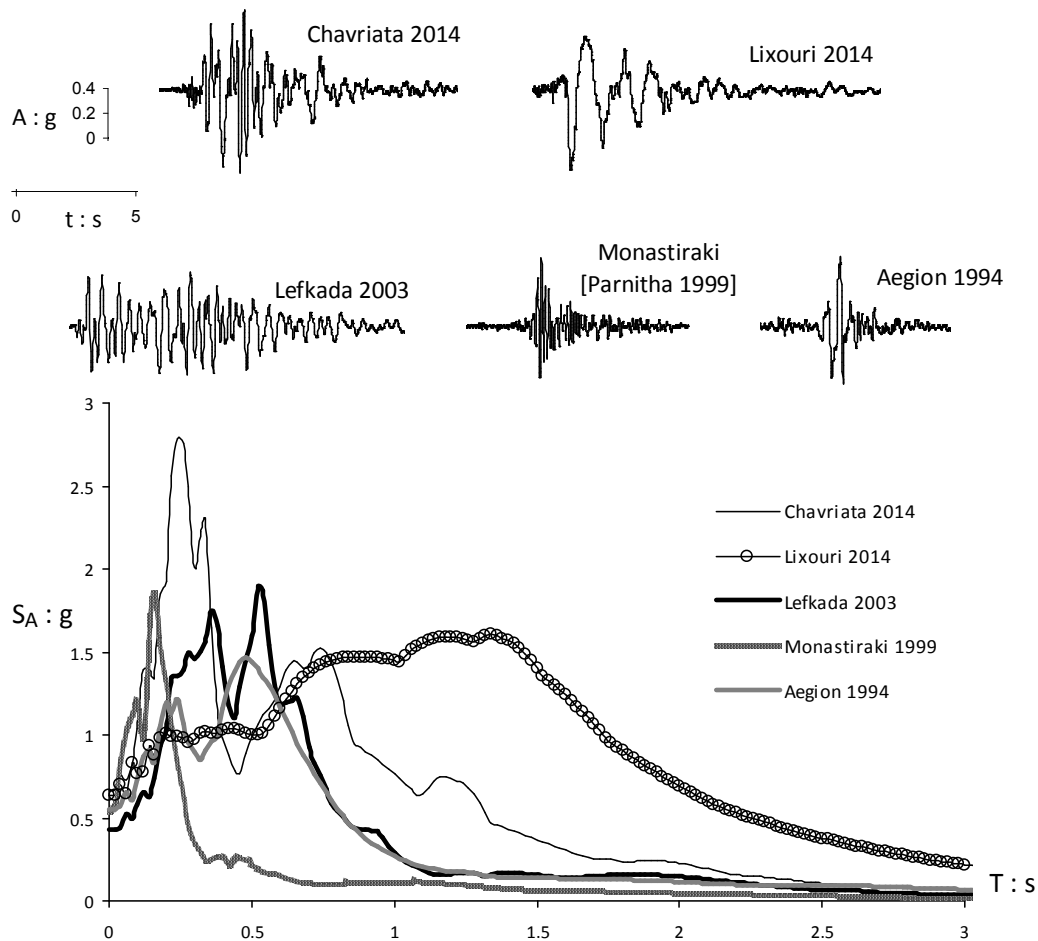 Chavriata 2014
Lixouri 2014
A : g
0.4
0.2
0
0
5
t : s
Lefkada 2003
Monastiraki
[Parnitha 1999]
Aegion 1994
3
2.5
2
1.5
1
0.5
0
SA : g
Chavriata 2014
Lixouri 2014
Lefkada 2003
Monastiraki 1999
Aegion 1994
0
0.5
1
1.5
2
2.5
3
T : s